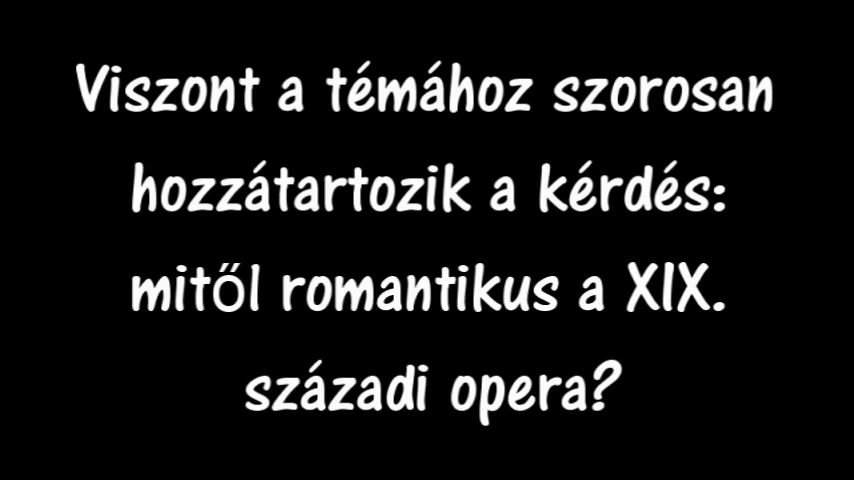 Viszont a témához szorosan
hozzátartozik a kérdés:
mitől romantikus a XIX.
századi opera?